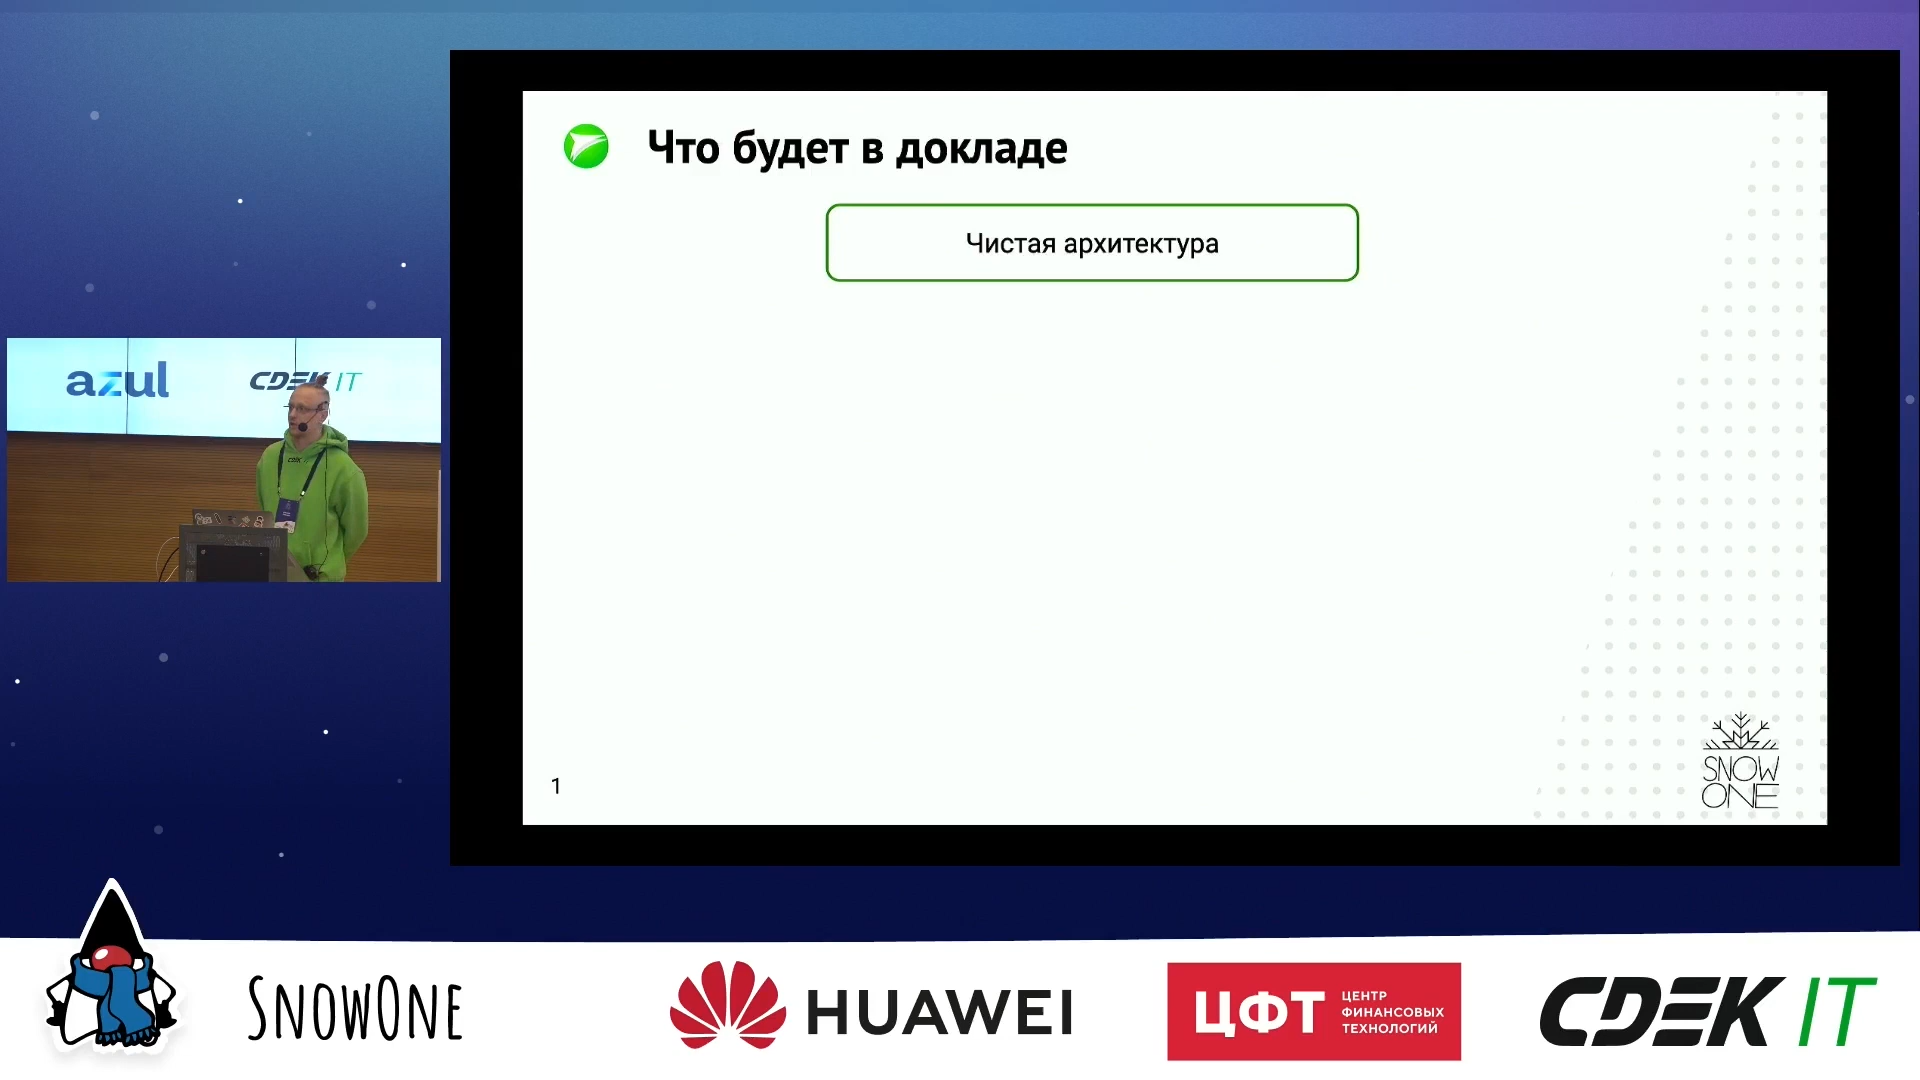 Что будет в докладе
Чистая архитектура
azul
CDEK IT
CDEK
1
SNOW
ONE
SNOWONE
HUAWEI
ЦФТ
ЦЕНТР
ФИНАНСОВЫХ
ТЕХНОЛОГИЙ
CDEK IT